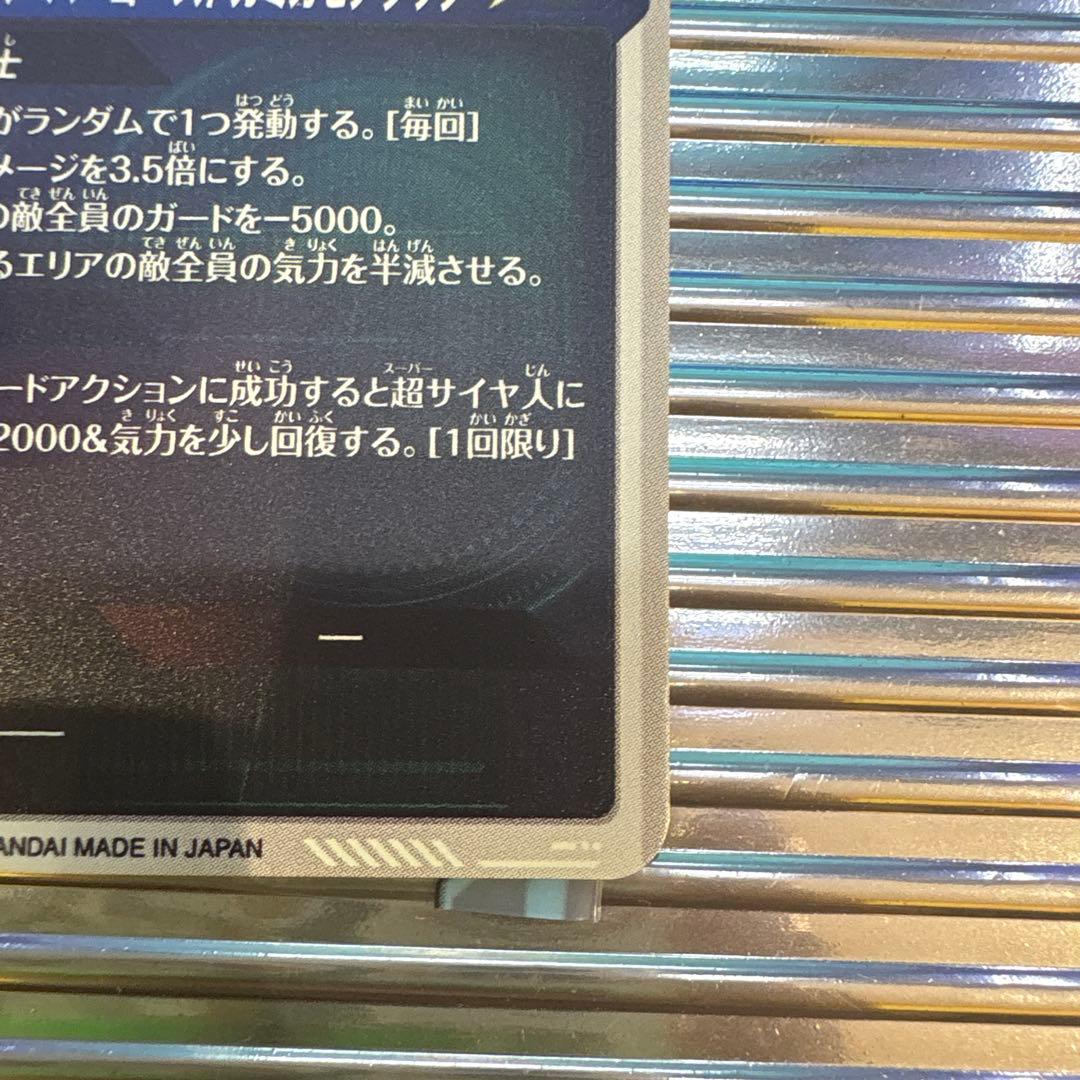 士
がランダムで1つ発動する。[毎回]
メージを3.5倍にする。
の敵全員のガードを−5000。
るエリアの敵全員の気力を半減させる。
ードアクションに成功すると超サイヤ人に
2000&気力を少し回復する。[1回限り]
ANDAI MADE IN JAPAN